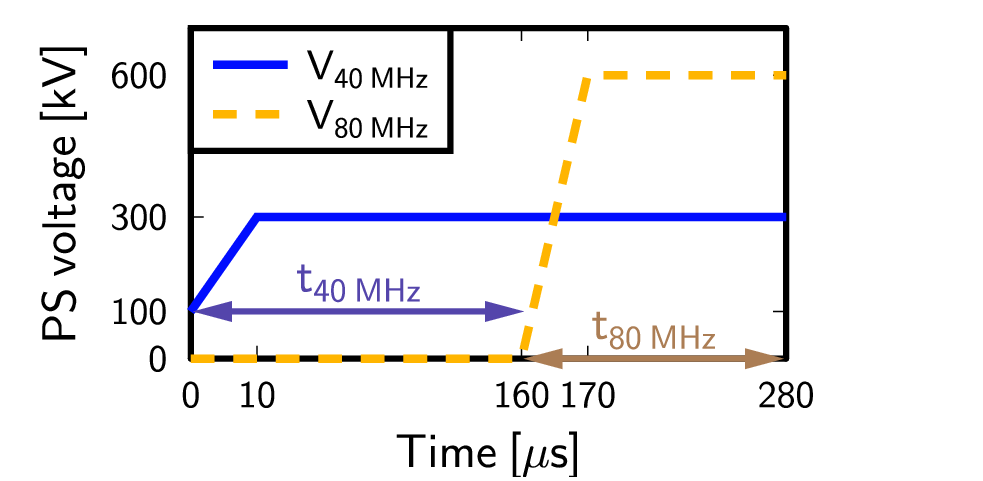 PS voltage [kV]
600
300
100
0
V40 MHz
V80 MHz
t40 MHz
t80 MHz
0 10 160 170 280
Time [μs]